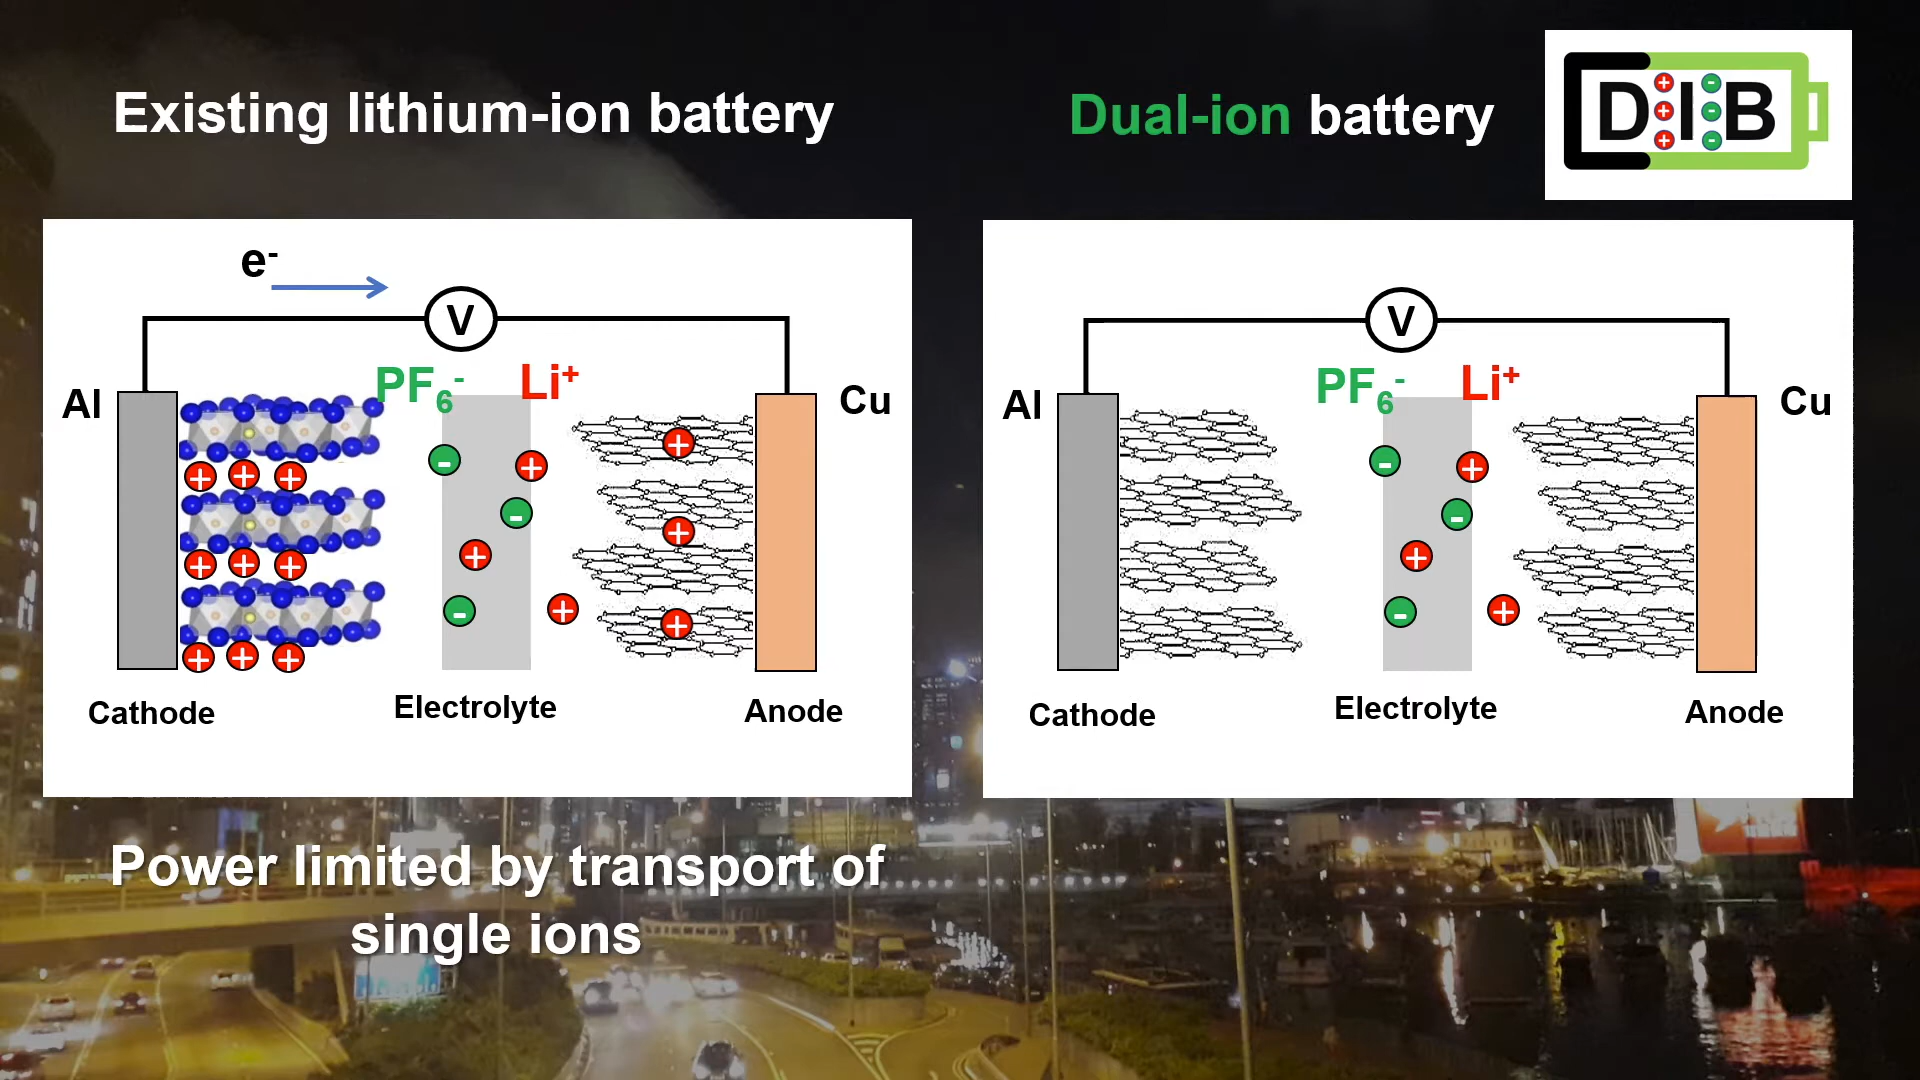 Existing lithium-ion battery
Dual-ion battery
D I B
e-
V
PF6-
Li+
Al
Cu
Cathode
Electrolyte
Anode
V
PF6-
Li+
Al
Cu
Cathode
Electrolyte
Anode
Power limited by transport of
single ions